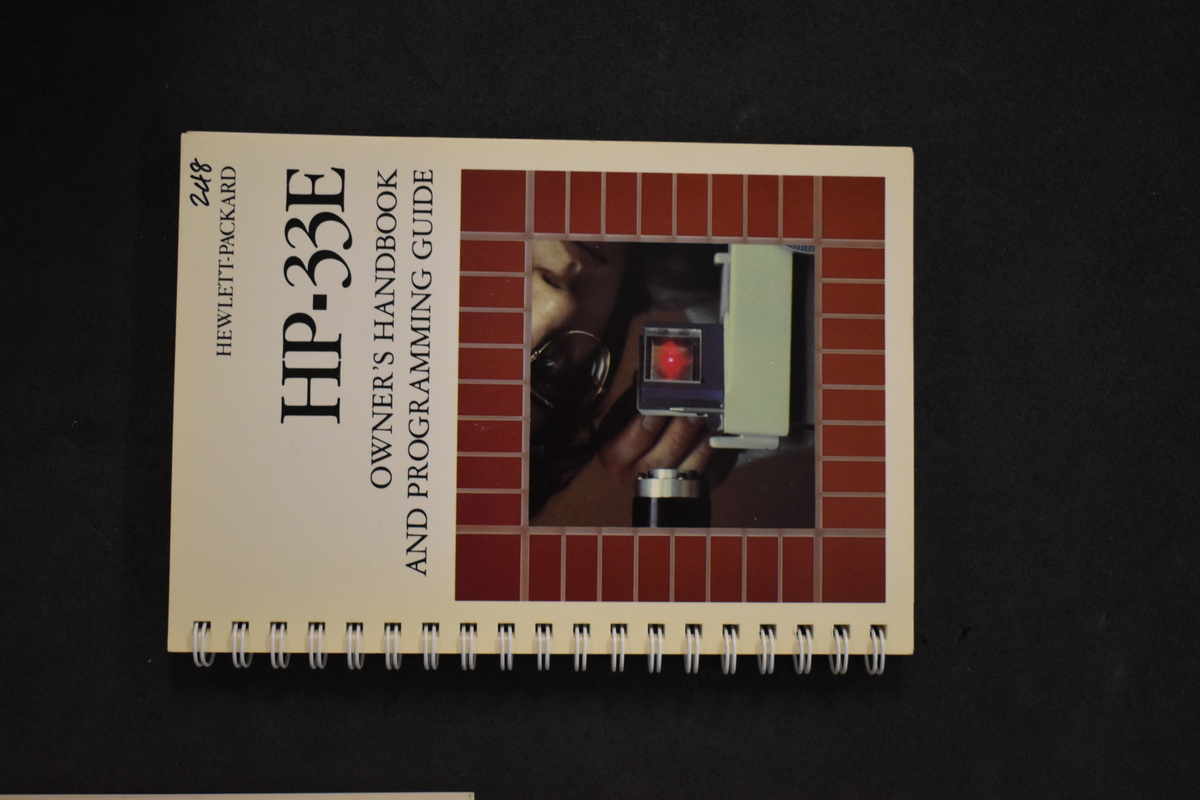 248
HEWLETT-PACKARD
HP-33E
OWNER'S HANDBOOK
AND PROGRAMMING GUIDE